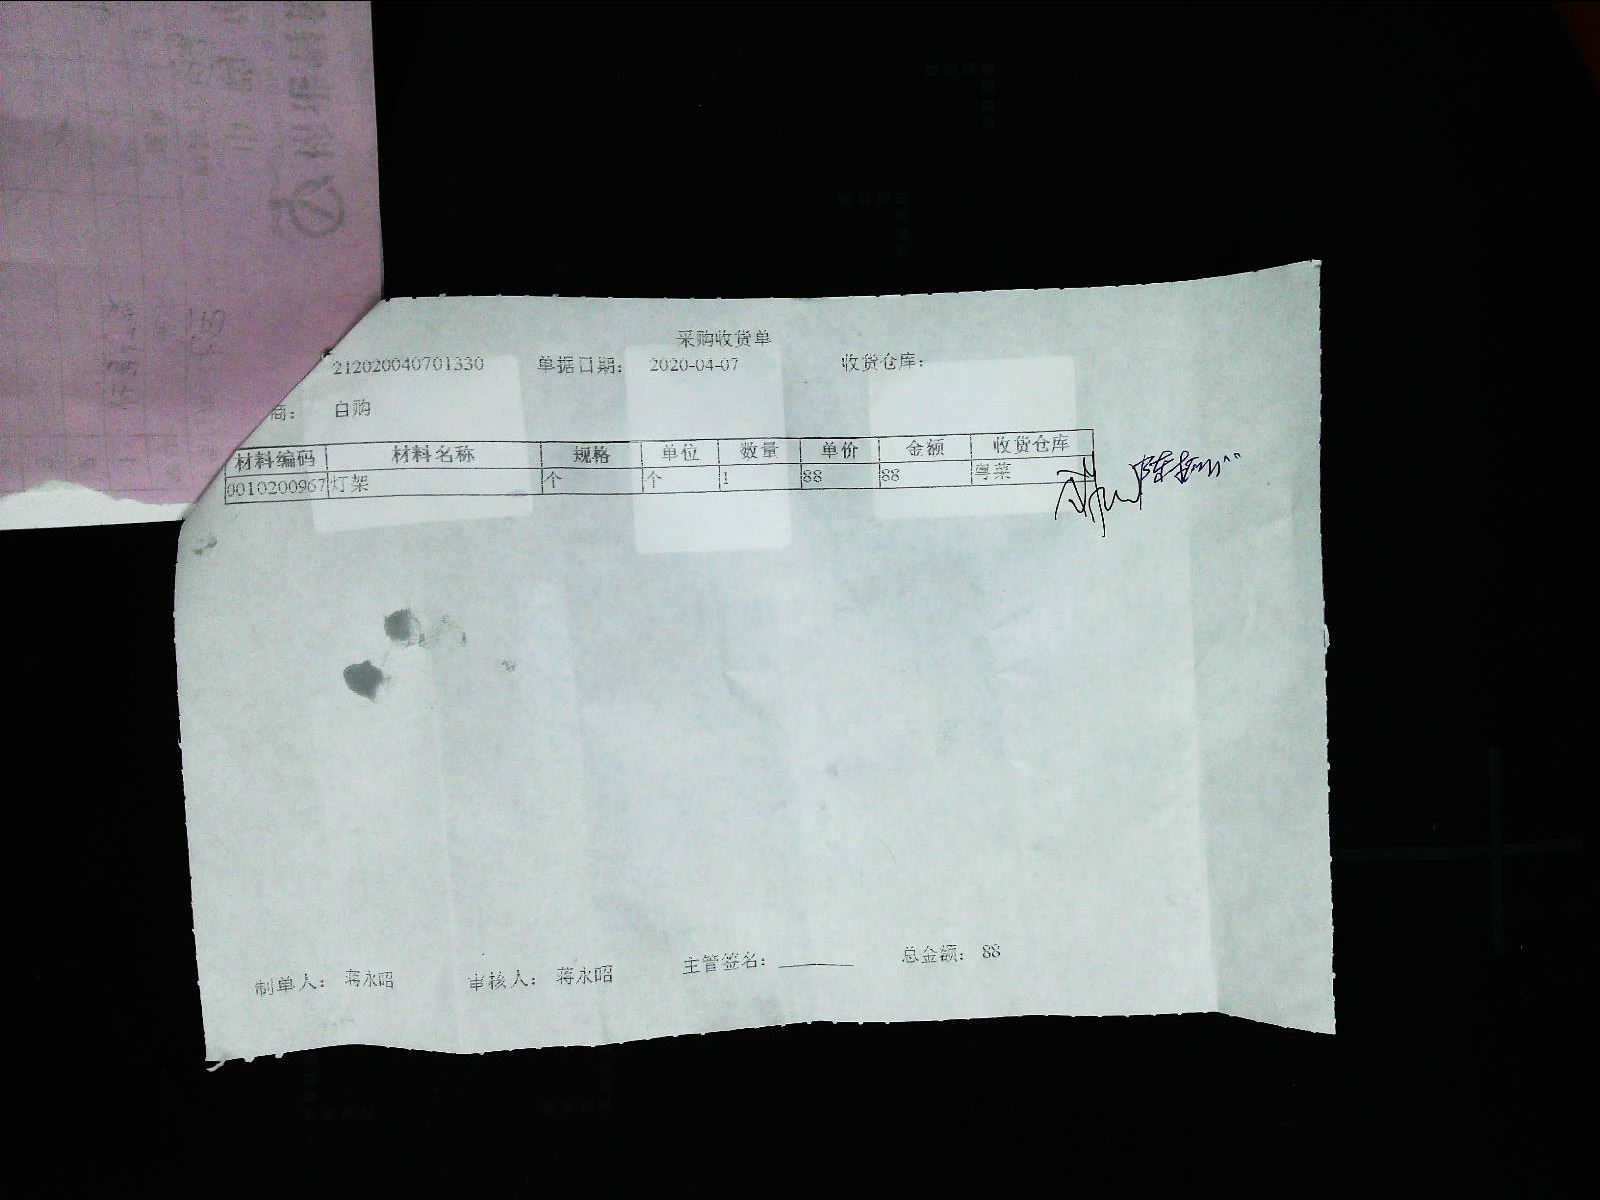 采购收货单
212020040701330 单据日期: 2020-04-07 收货仓库:
商: 自购
材料编码 材料名称 规格 单位 数量 单价 金额 收货仓库
0010200967 灯架 个 个 1 88 88 粤菜
制单人: 蒋永昭 审核人: 蒋永昭 主管签名: 总金额: 88